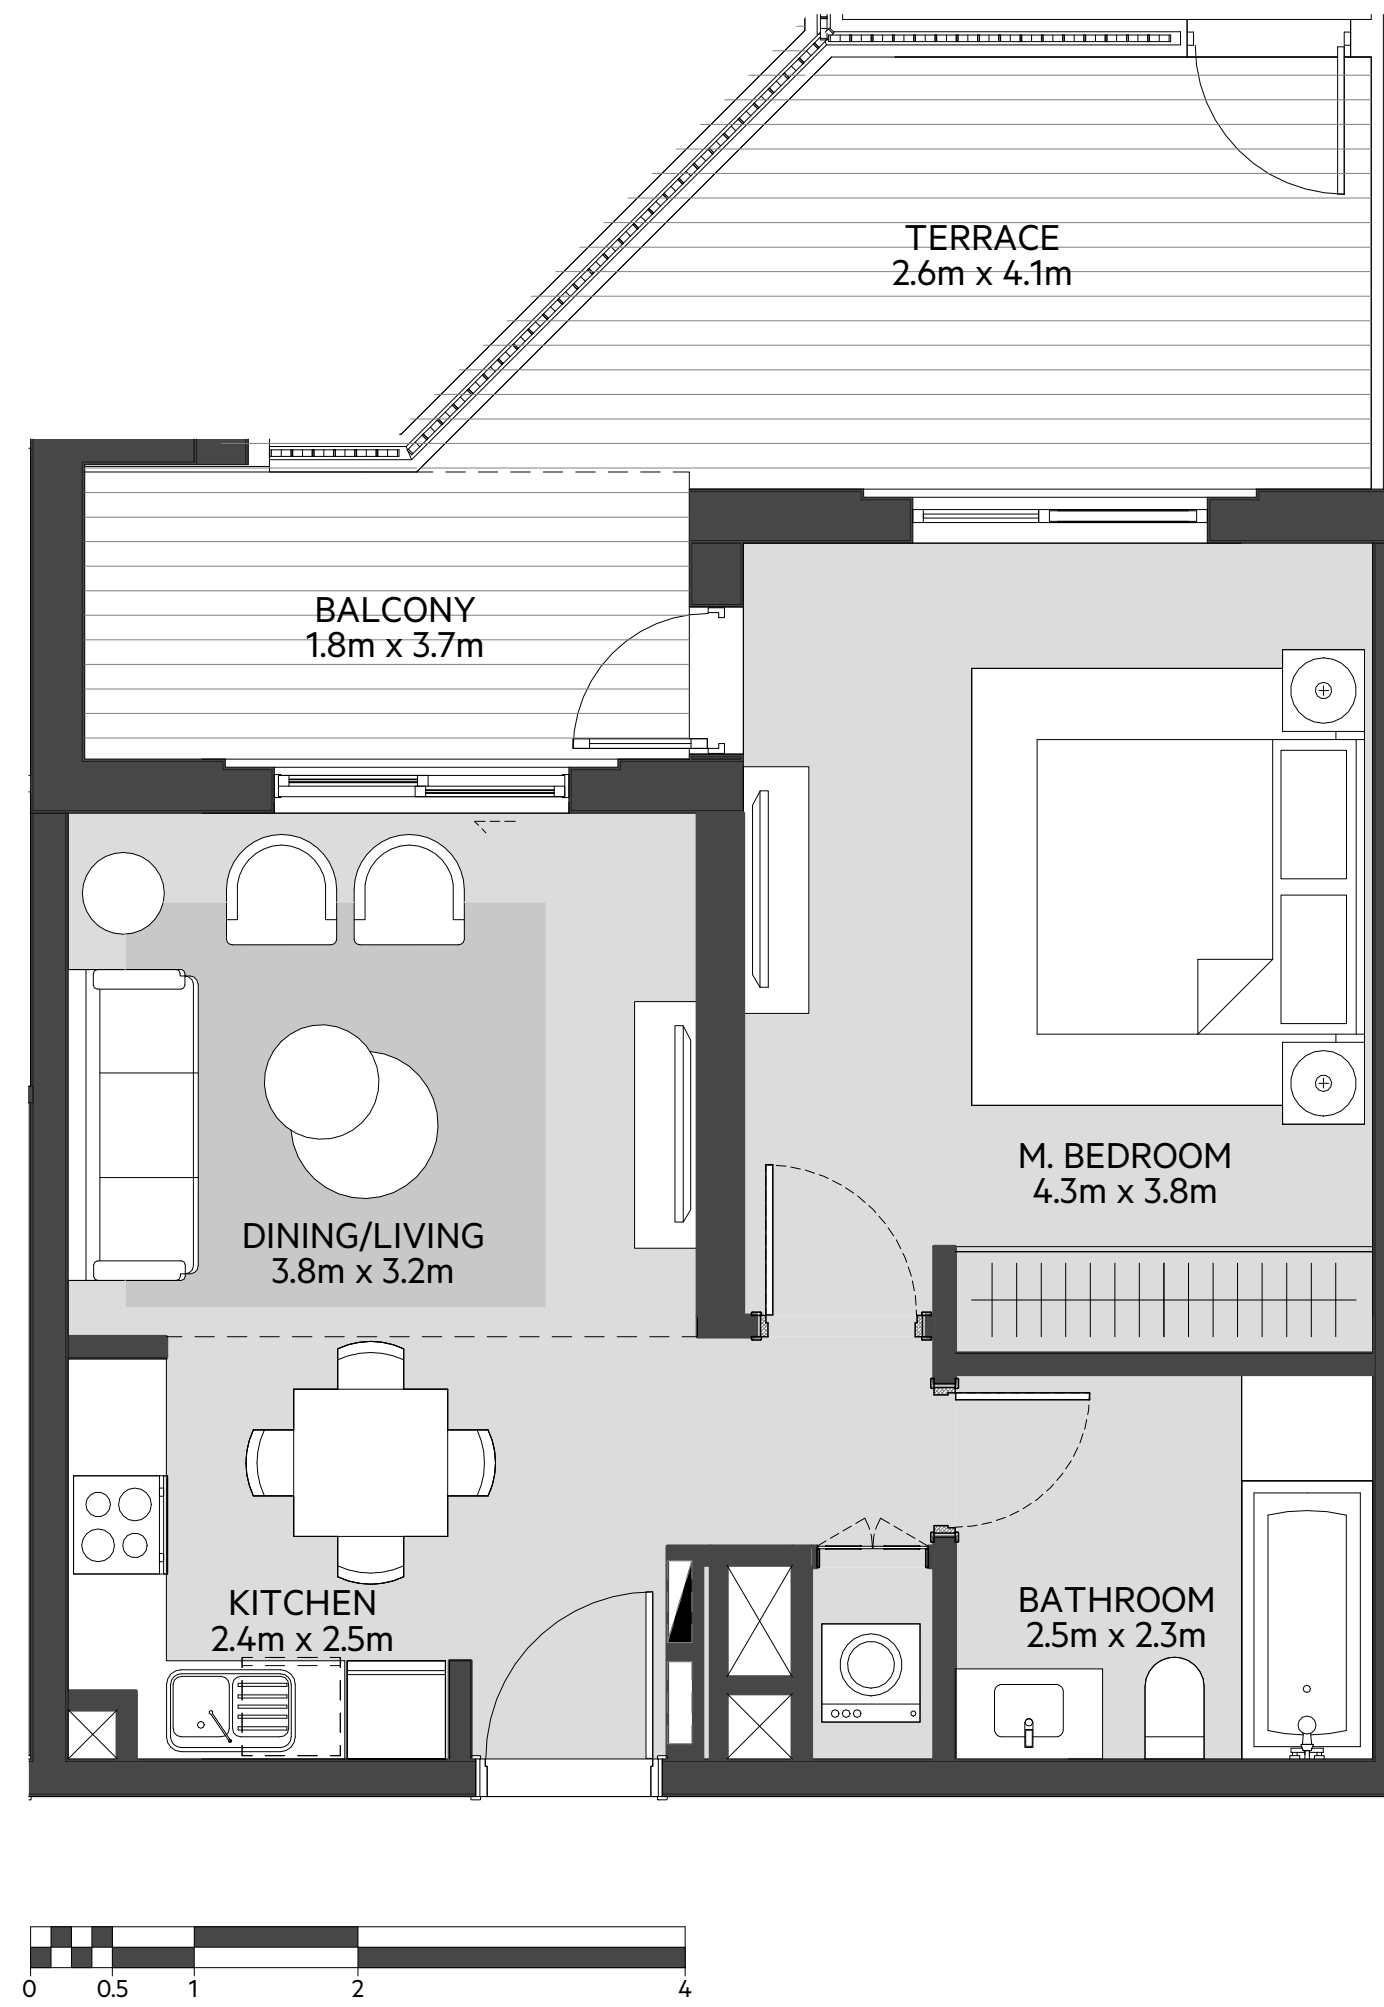 TERRACE
2.6m x 4.1m
BALCONY
1.8m x 3.7m
M. BEDROOM
4.3m x 3.8m
DINING/LIVING
3.8m x 3.2m
KITCHEN
2.4m x 2.5m
BATHROOM
2.5m x 2.3m
0 0.5 1 2 4